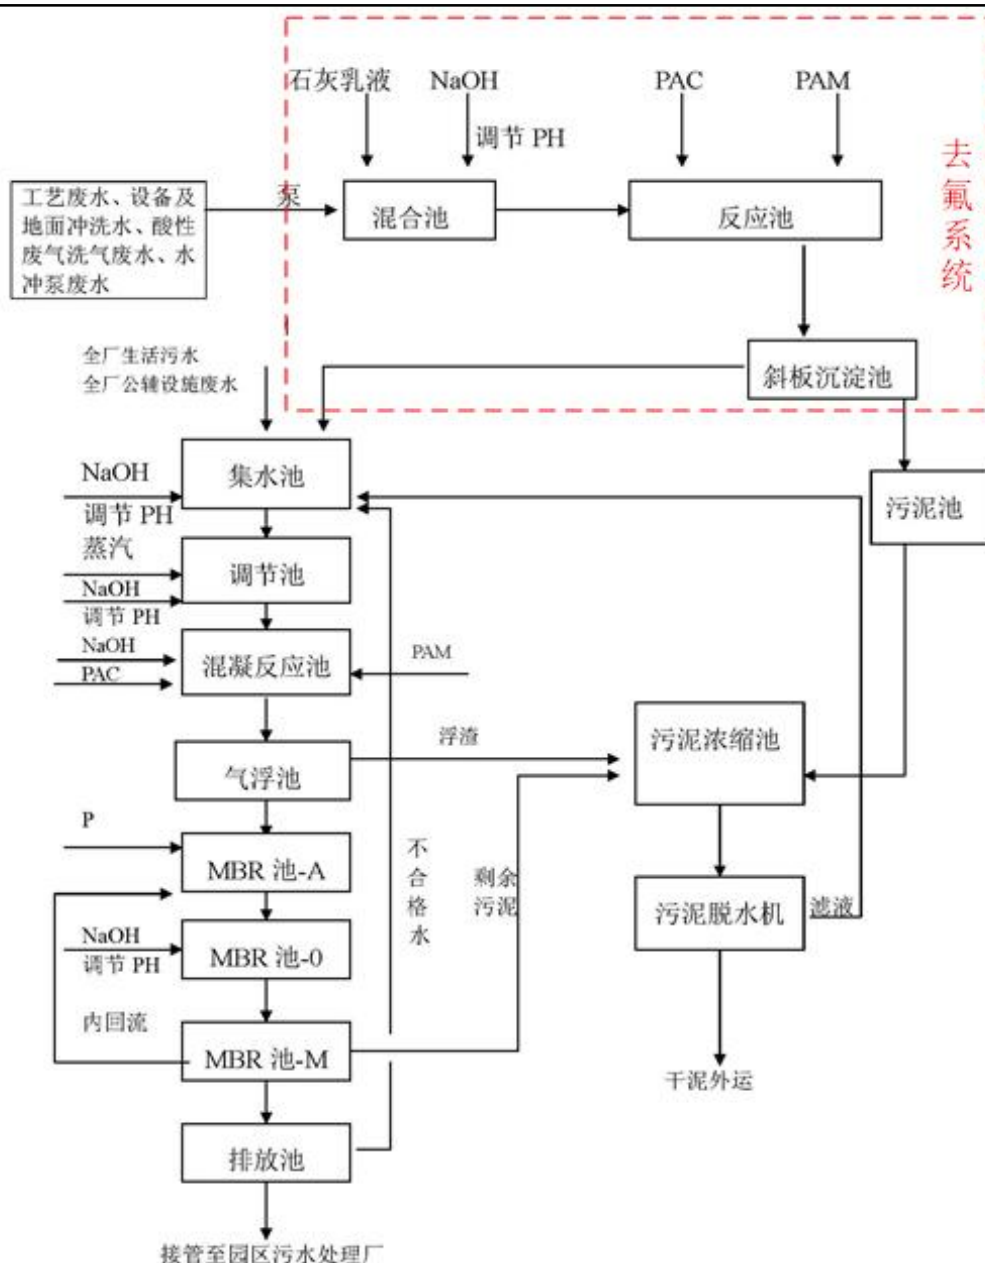 石灰乳液
NaOH
PAC
PAM
调节 PH
去氟系统
工艺废水、设备及
地面冲洗水、酸性
废气洗气废水、水
冲泵废水
泵
混合池
反应池
全厂生活污水
全厂公辅设施废水
斜板沉淀池
NaOH
调节 PH
集水池
污泥池
蒸汽
NaOH
调节 PH
调节池
NaOH
PAC
混凝反应池
PAM
浮渣
气浮池
污泥浓缩池
P
MBR 池-A
不合格水
剩余
污泥
污泥脱水机
滤液
NaOH
调节 PH
MBR 池-0
内回流
MBR 池-M
干泥外运
排放池
接管至园区污水处理厂